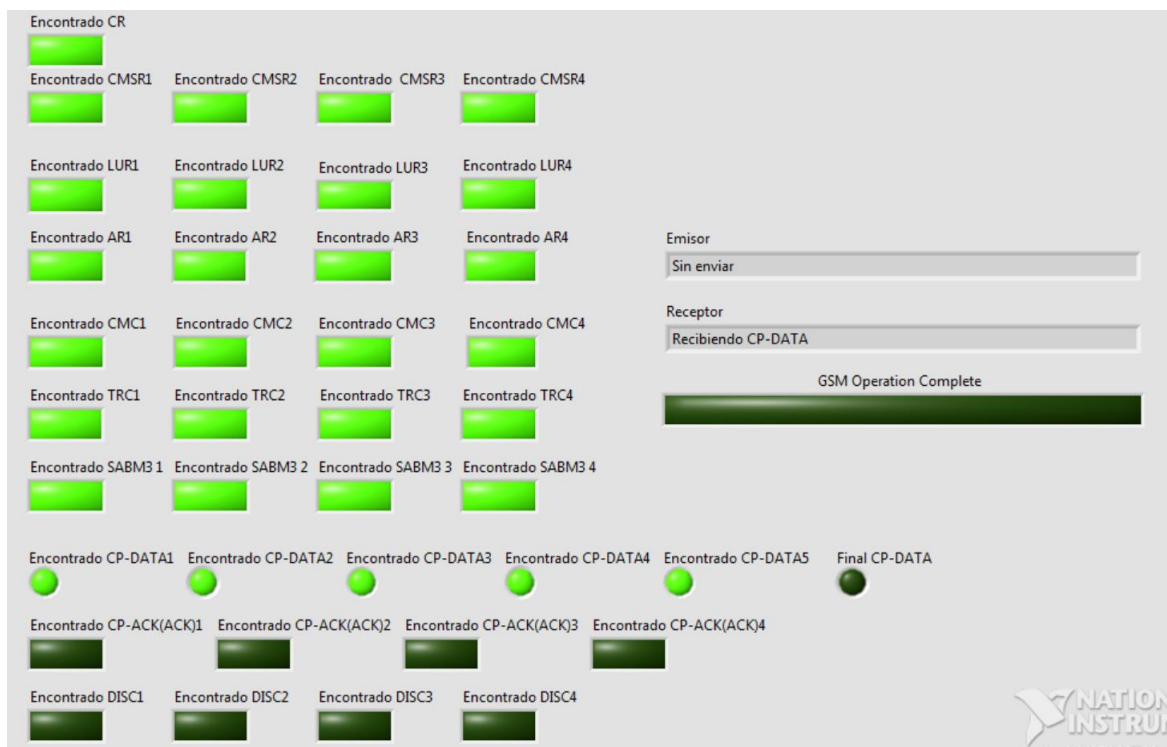 Encontrado CR
Encontrado CMSR1 Encontrado CMSR2 Encontrado CMSR3 Encontrado CMSR4
Encontrado LUR1 Encontrado LUR2 Encontrado LUR3 Encontrado LUR4
Encontrado AR1 Encontrado AR2 Encontrado AR3 Encontrado AR4
Emisor
Sin enviar
Receptor
Recibiendo CP-DATA
Encontrado CMC1 Encontrado CMC2 Encontrado CMC3 Encontrado CMC4
GSM Operation Complete
Encontrado TRC1 Encontrado TRC2 Encontrado TRC3 Encontrado TRC4
Encontrado SABM3 1 Encontrado SABM3 2 Encontrado SABM3 3 Encontrado SABM3 4
Encontrado CP-DATA1 Encontrado CP-DATA2 Encontrado CP-DATA3 Encontrado CP-DATA4 Encontrado CP-DATA5 Final CP-DATA
Encontrado CP-ACK(ACK)1 Encontrado CP-ACK(ACK)2 Encontrado CP-ACK(ACK)3 Encontrado CP-ACK(ACK)4
Encontrado DISC1 Encontrado DISC2 Encontrado DISC3 Encontrado DISC4
NATION
INSTRU